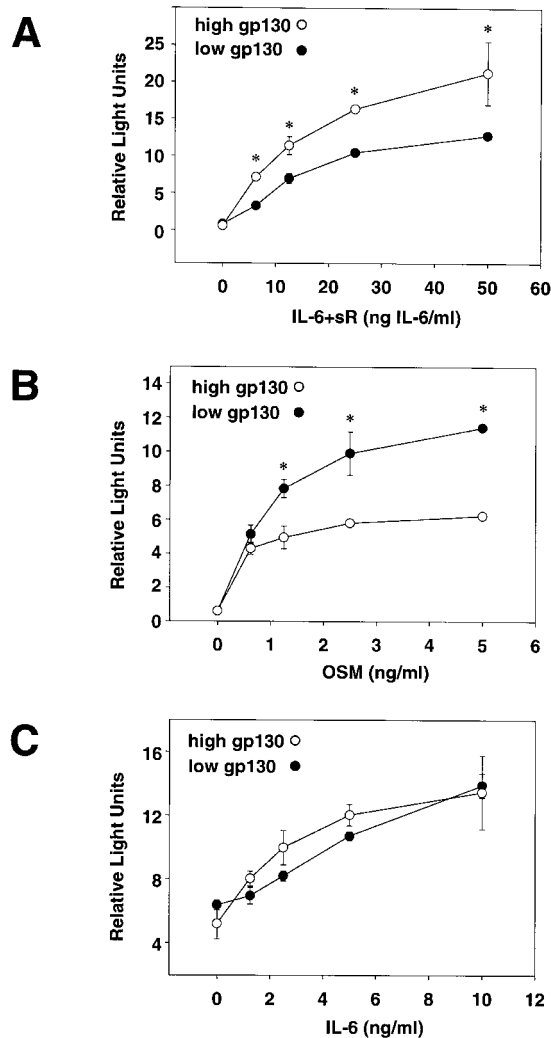 A
high gp130
low gp130
Relative Light Units
25
20
15
10
5
0
*
*
*
*
0 10 20 30 40 50 60
IL-6+sR (ng IL-6/ml)
B
high gp130
low gp130
Relative Light Units
14
12
10
8
6
4
2
0
*
*
*
0 1 2 3 4 5 6
OSM (ng/ml)
C
high gp130
low gp130
Relative Light Units
16
12
8
4
0 2 4 6 8 10 12
IL-6 (ng/ml)